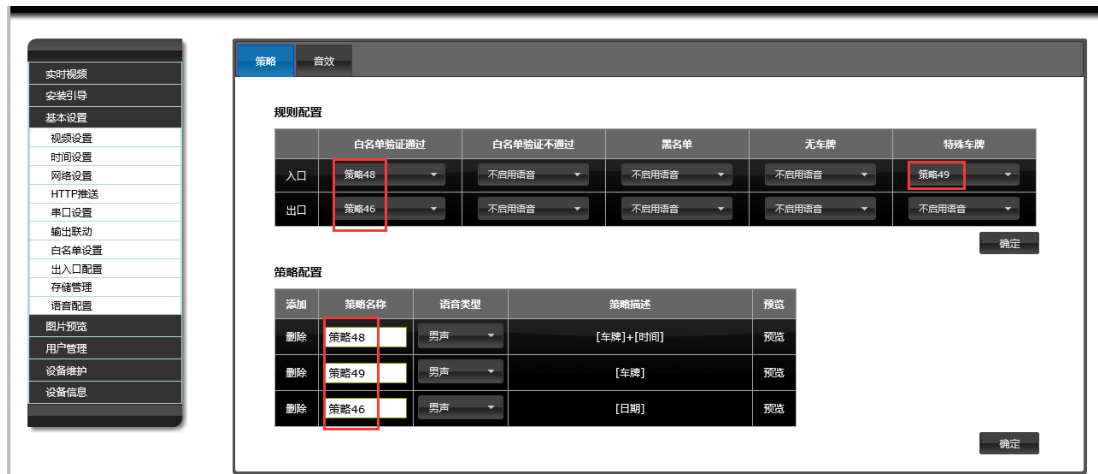 实时视频
安装引导
基本设置
视频设置
时间设置
网络设置
HTTP推送
串口设置
输出联动
白名单设置
出入口配置
存储管理
语音配置
图片预览
用户管理
设备维护
设备信息
策略 音效
规则配置
白名单验证通过 白名单验证不通过 黑名单 无车牌 特殊车牌
入口 策略48 不启用语音 不启用语音 不启用语音 策略49
出口 策略46 不启用语音 不启用语音 不启用语音 不启用语音
确定
策略配置
添加 策略名称 语音类型 策略描述 预览
删除 策略48 男声 [车牌]+[时间] 预览
删除 策略49 男声 [车牌] 预览
删除 策略46 男声 [日期] 预览
确定